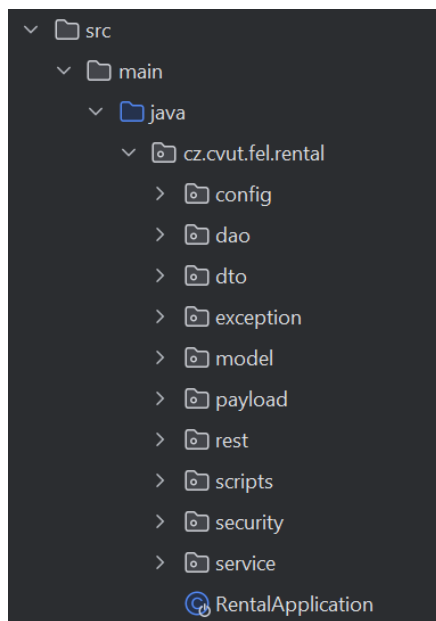 src
main
java
cz.cvut.fel.rental
config
dao
dto
exception
model
payload
rest
scripts
security
service
RentalApplication